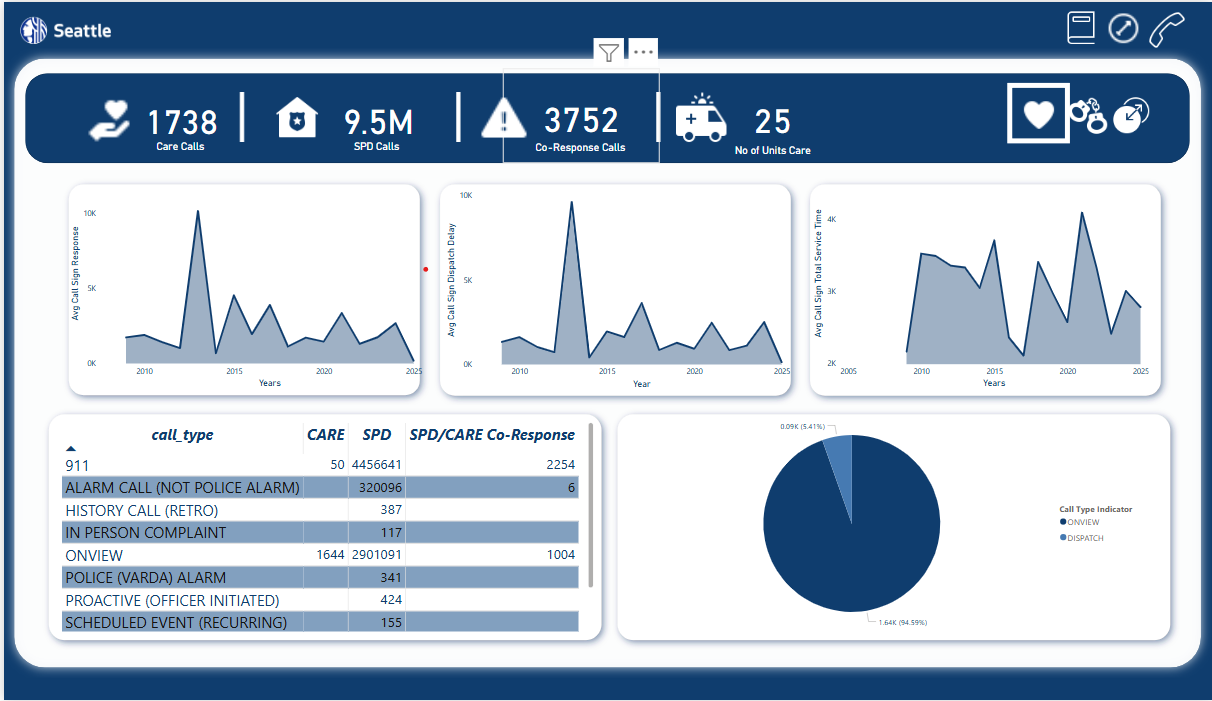 Seattle
1738
Care Calls
9.5M
SPD Calls
3752
Co-Response Calls
25
No of Units Care
Avg Call Sign Response
10K
5K
0K
2010 2015 2020 2025
Years
Avg Call Sign Dispatch Delay
10K
5K
0K
2010 2015 2020 2025
Year
Avg Call Sign Total Service Time
4K
3K
2K
2005 2010 2015 2020 2025
Years
call_type CARE SPD SPD/CARE Co-Response
911 50 4456641 2254
ALARM CALL (NOT POLICE ALARM) 320096 6
HISTORY CALL (RETRO) 387
IN PERSON COMPLAINT 117
ONVIEW 1644 2901091 1004
POLICE (VARDA) ALARM 341
PROACTIVE (OFFICER INITIATED) 424
SCHEDULED EVENT (RECURRING) 155
0.09K (5.41%)
1.64K (94.59%)
Call Type Indicator
ONVIEW
DISPATCH